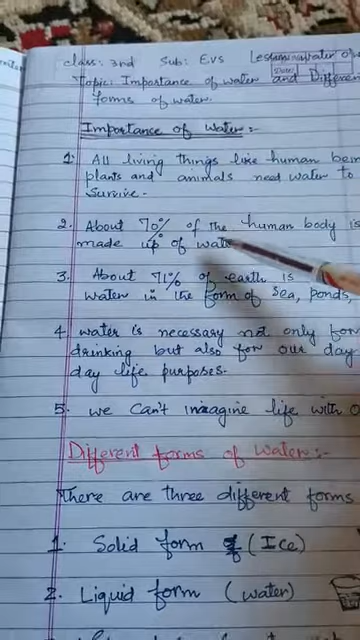 class: 3rd Sub: Evs
Topic: Importance of water and Differen
forms of water.
Importance of water:-
1. All living things like human bein
plants and animals need water to
Survive.
2. About 70% of the human body is
made up of wate
3. About 71% of earth is
water in the form of sea, ponds,
4. water is necessary not only for
drinking but also for our day
day life purposes.
5. we can't imagine life with o
Different forms of water:-
There are three different forms
1. Solid form (Ice)
2. Liquid form (water)